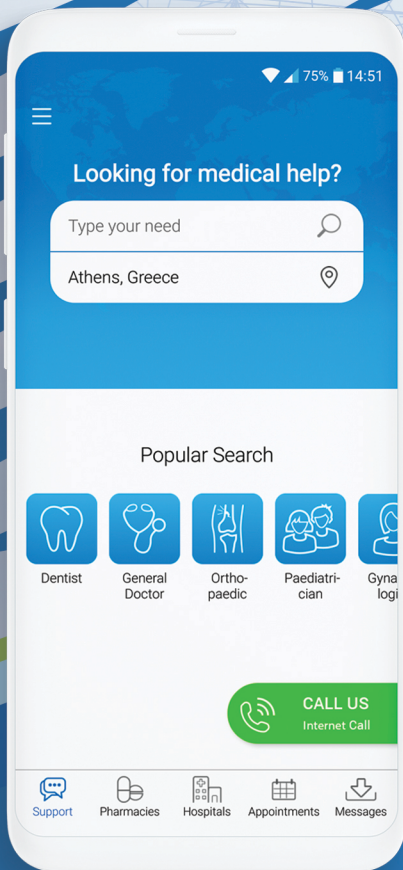 75% 14:51
Looking for medical help?
Type your need
Athens, Greece
Popular Search
Dentist
General
Doctor
Ortho-
paedic
Paediatri-
cian
CALL US
Internet Call
Support
Pharmacies
Hospitals
Appointments
Messages